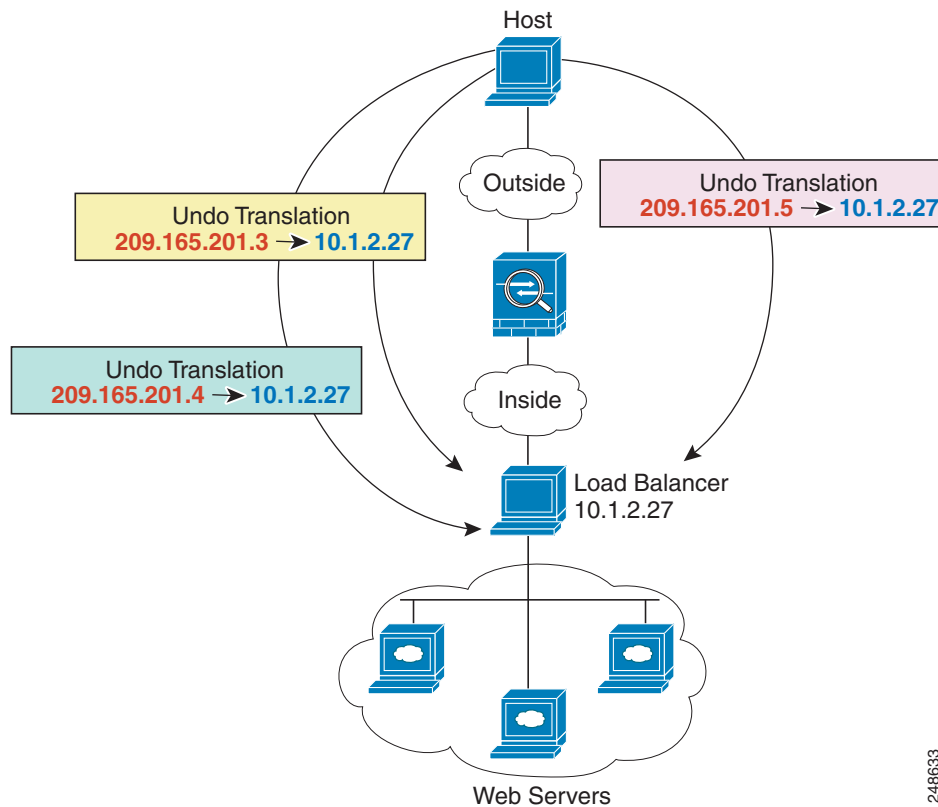 Host
Outside
Undo Translation
209.165.201.5 → 10.1.2.27
Undo Translation
209.165.201.3 → 10.1.2.27
Undo Translation
209.165.201.4 → 10.1.2.27
Inside
Load Balancer
10.1.2.27
Web Servers
248633